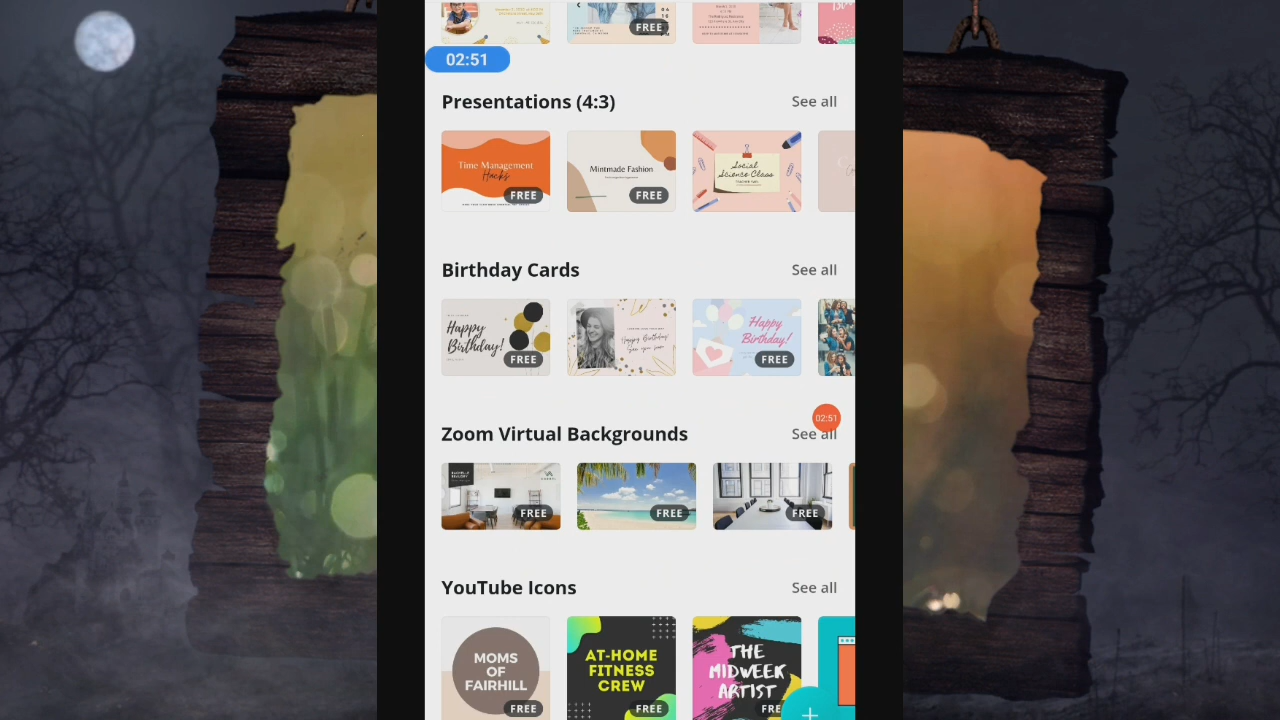 FREE
02:51
Presentations (4:3)
See all
Time Management
Hacks
FREE
Mintmade Fashion
FREE
Social
Science Class
Birthday Cards
See all
Happy
Birthday!
FREE
Happy
Birthday!
FREE
02:51
Zoom Virtual Backgrounds
See all
FREE
FREE
FREE
YouTube Icons
See all
MOMS
OF
FAIRHILL
FREE
AT-HOME
FITNESS
CREW
FREE
THE
MIDWEEK
ARTIST
FRE